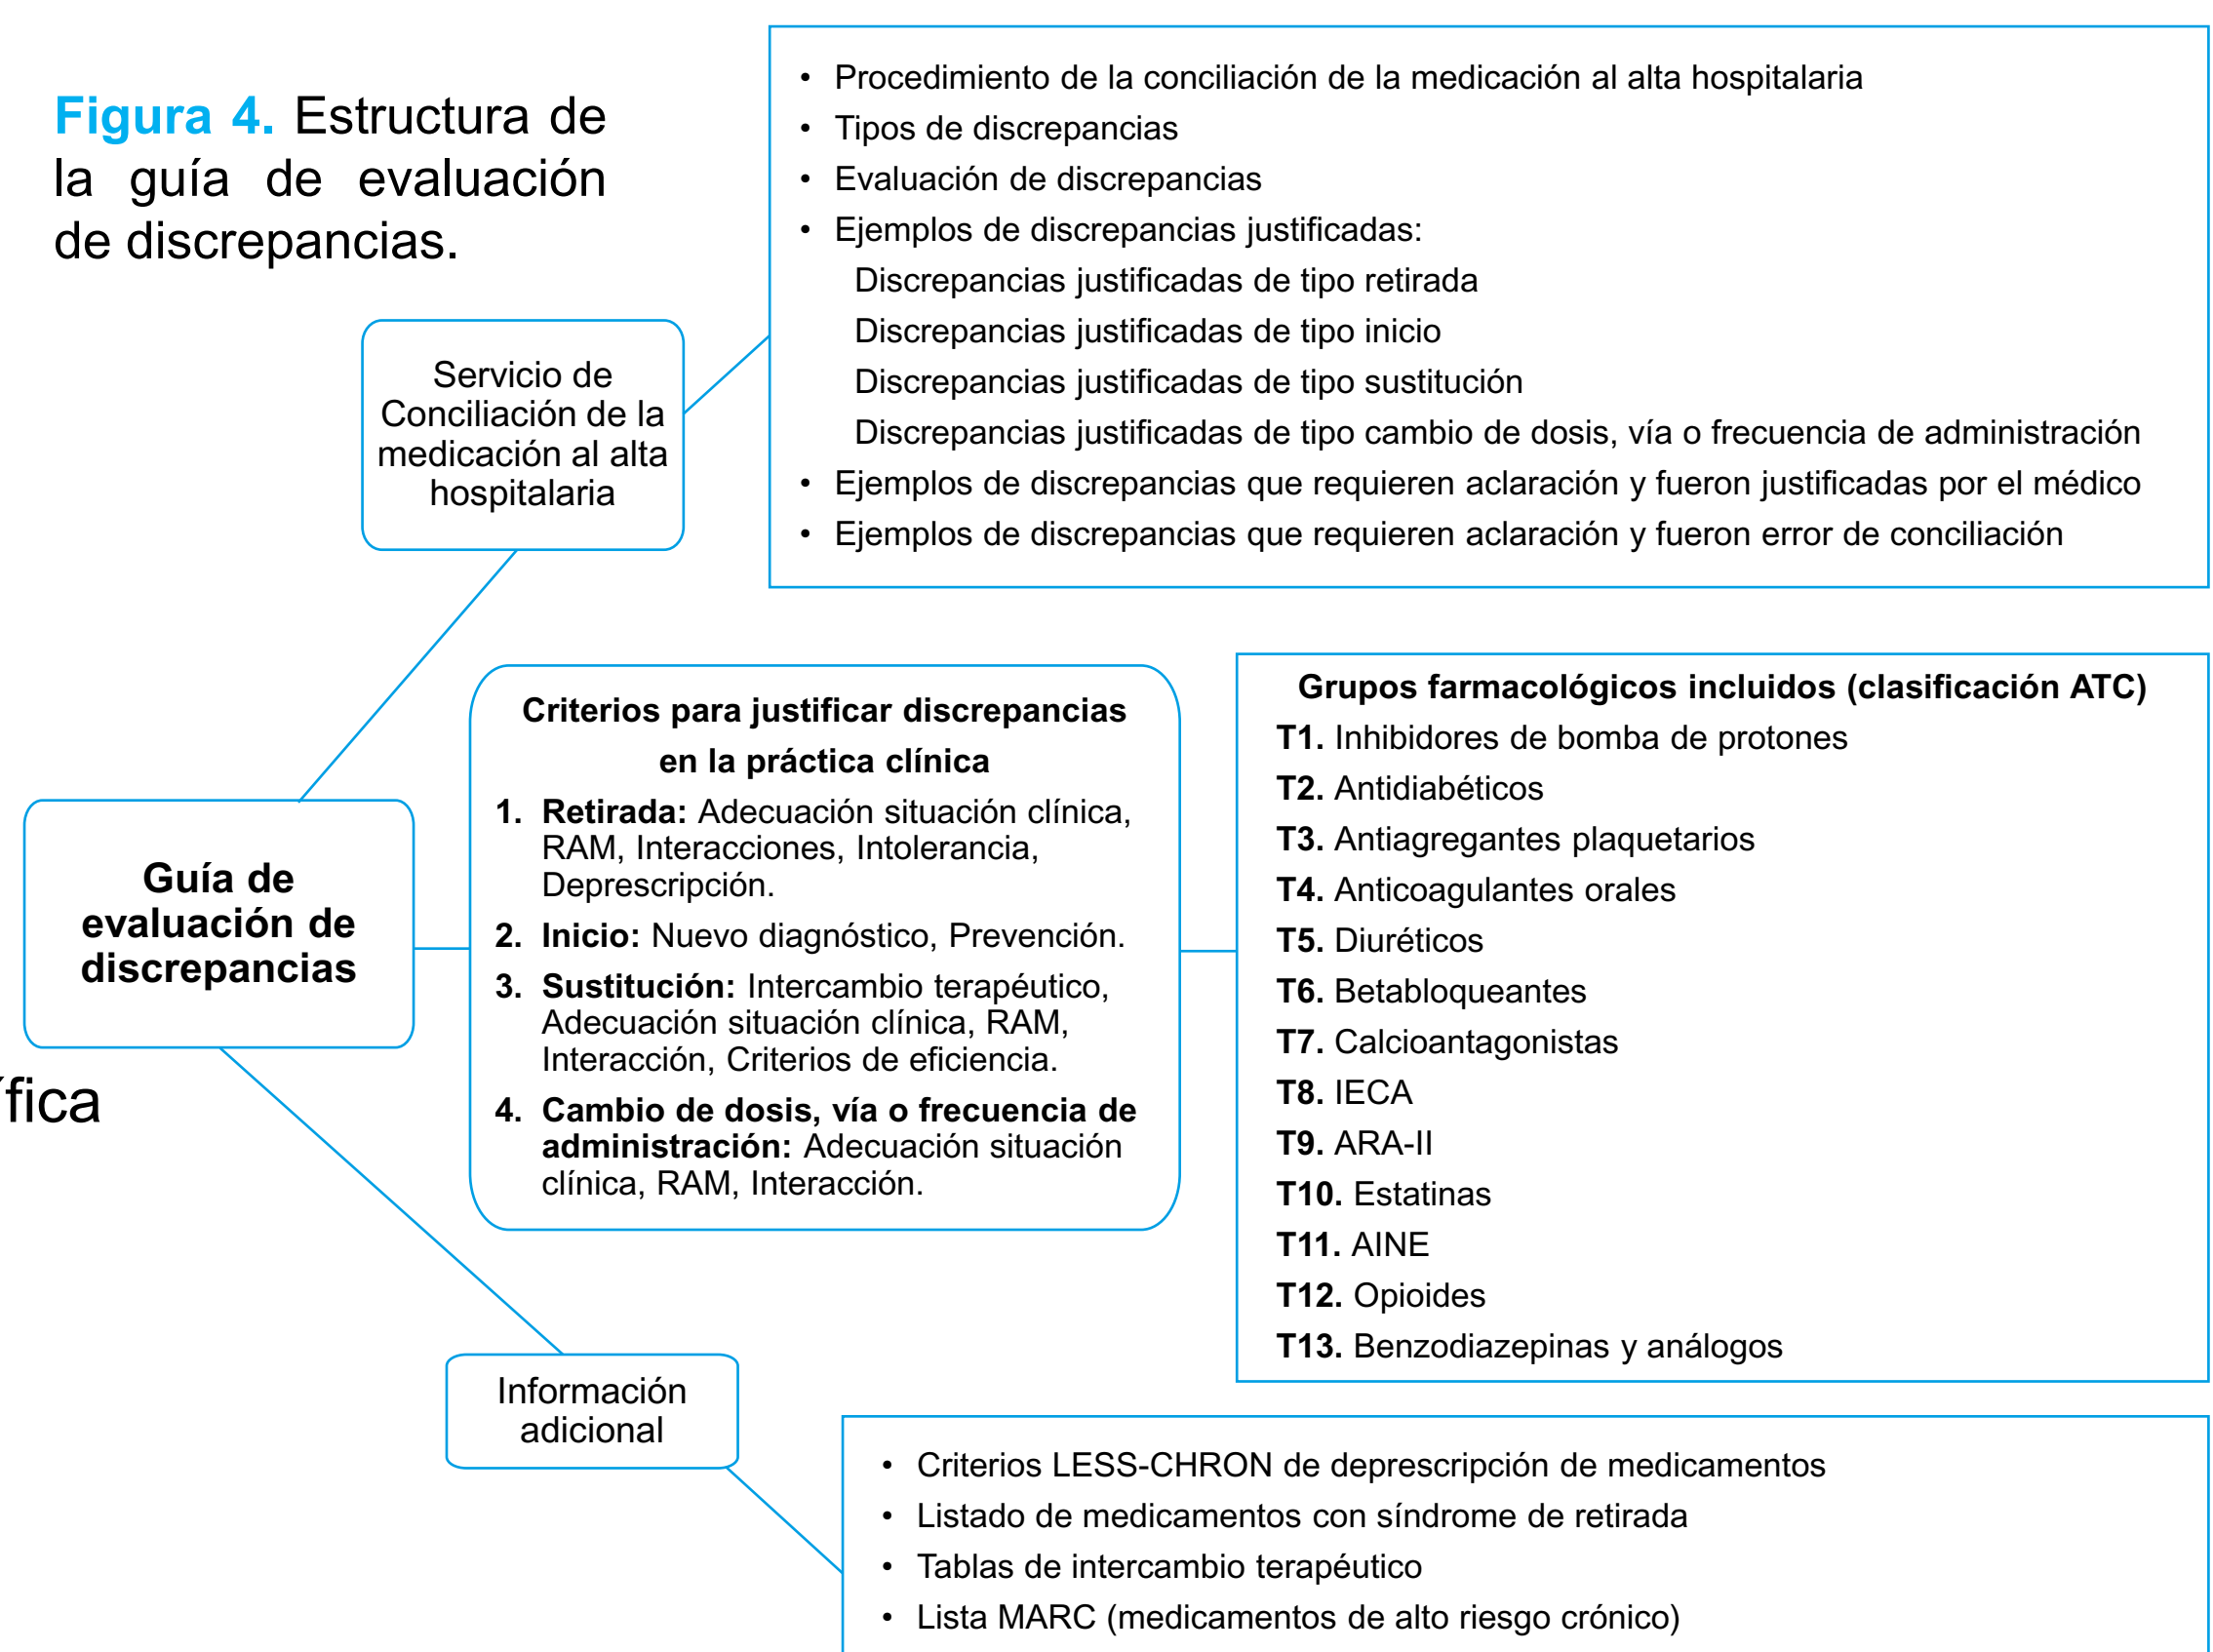 Figura 4. Estructura de
la guía de evaluación
de discrepancias.
• Procedimiento de la conciliación de la medicación al alta hospitalaria
• Tipos de discrepancias
• Evaluación de discrepancias
• Ejemplos de discrepancias justificadas:
Discrepancias justificadas de tipo retirada
Discrepancias justificadas de tipo inicio
Discrepancias justificadas de tipo sustitución
Discrepancias justificadas de tipo cambio de dosis, vía o frecuencia de administración
• Ejemplos de discrepancias que requieren aclaración y fueron justificadas por el médico
• Ejemplos de discrepancias que requieren aclaración y fueron error de conciliación
Servicio de
Conciliación de la
medicación al alta
hospitalaria
Guía de
evaluación de
discrepancias
Criterios para justificar discrepancias
en la práctica clínica
1. Retirada: Adecuación situación clínica,
RAM, Interacciones, Intolerancia,
Deprescripción.
2. Inicio: Nuevo diagnóstico, Prevención.
3. Sustitución: Intercambio terapéutico,
Adecuación situación clínica, RAM,
Interacción, Criterios de eficiencia.
4. Cambio de dosis, vía o frecuencia de
administración: Adecuación situación
clínica, RAM, Interacción.
Grupos farmacológicos incluidos (clasificación ATC)
T1. Inhibidores de bomba de protones
T2. Antidiabéticos
T3. Antiagregantes plaquetarios
T4. Anticoagulantes orales
T5. Diuréticos
T6. Betabloqueantes
T7. Calcioantagonistas
T8. IECA
T9. ARA-II
T10. Estatinas
T11. AINE
T12. Opioides
T13. Benzodiazepinas y análogos
Información
adicional
• Criterios LESS-CHRON de deprescripción de medicamentos
• Listado de medicamentos con síndrome de retirada
• Tablas de intercambio terapéutico
• Lista MARC (medicamentos de alto riesgo crónico)